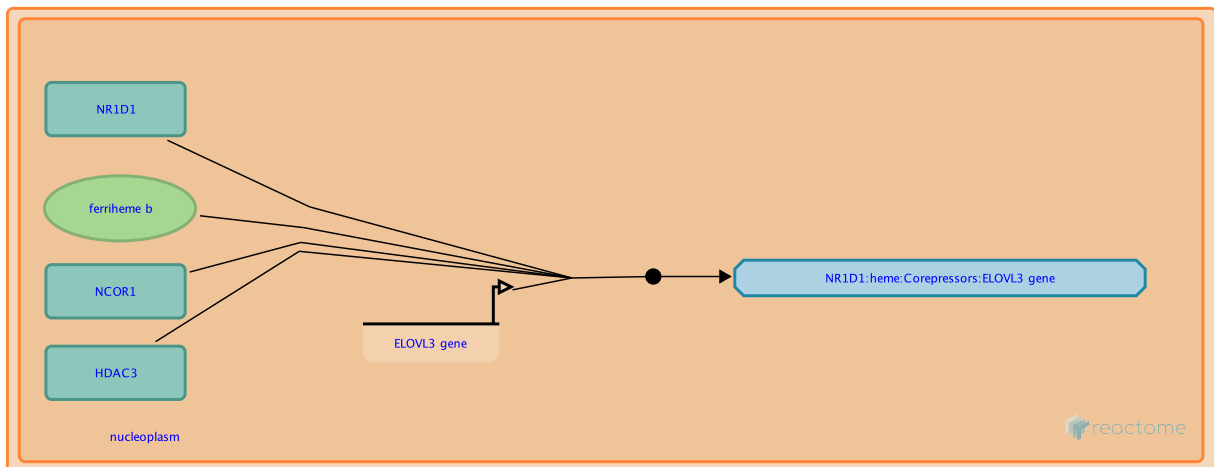 NR1D1
ferriheme b
NCOR1
NR1D1:heme:Corepressors:ELOVL3 gene
ELOVL3 gene
HDAC3
nucleoplasm
reactome